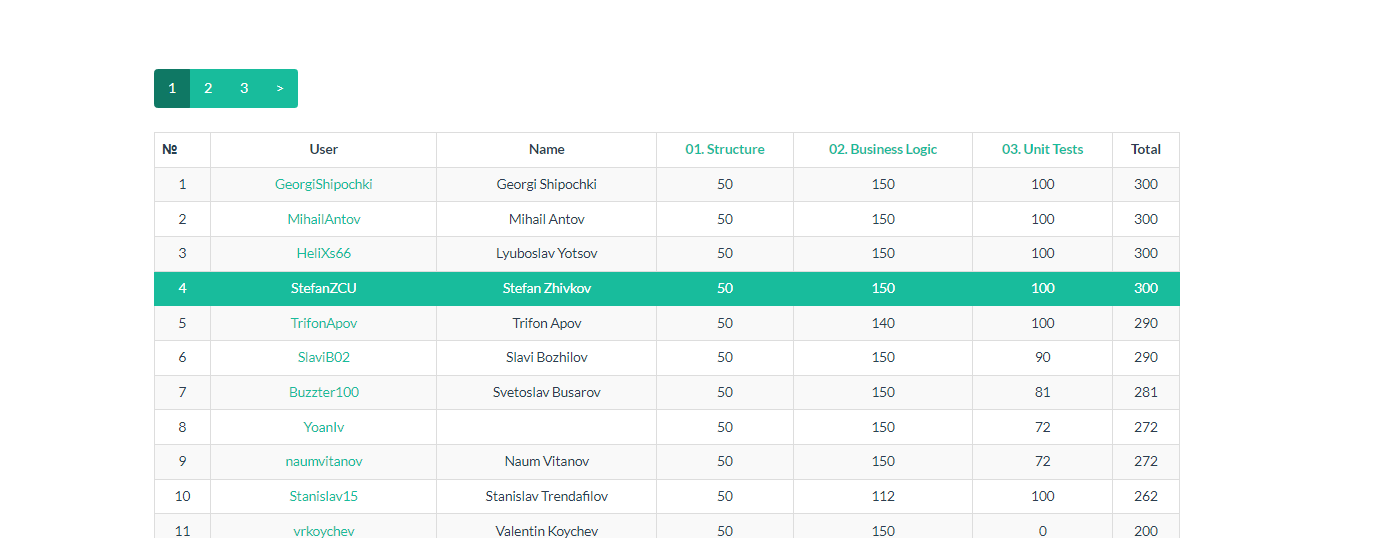 1 2 3 >
№ User Name 01. Structure 02. Business Logic 03. Unit Tests Total
1 GeorgiShipochki Georgi Shipochki 50 150 100 300
2 MihailAntov Mihail Antov 50 150 100 300
3 HeliXs66 Lyuboslav Yotsov 50 150 100 300
4 StefanZCU Stefan Zhivkov 50 150 100 300
5 TrifonApov Trifon Apov 50 140 100 290
6 SlaviB02 Slavi Bozhilov 50 150 90 290
7 Buzzter100 Svetoslav Busarov 50 150 81 281
8 YoanIv 50 150 72 272
9 naumvitanov Naum Vitanov 50 150 72 272
10 Stanislav15 Stanislav Trendafilov 50 112 100 262
11 vrkoychev Valentin Koychev 50 150 0 200